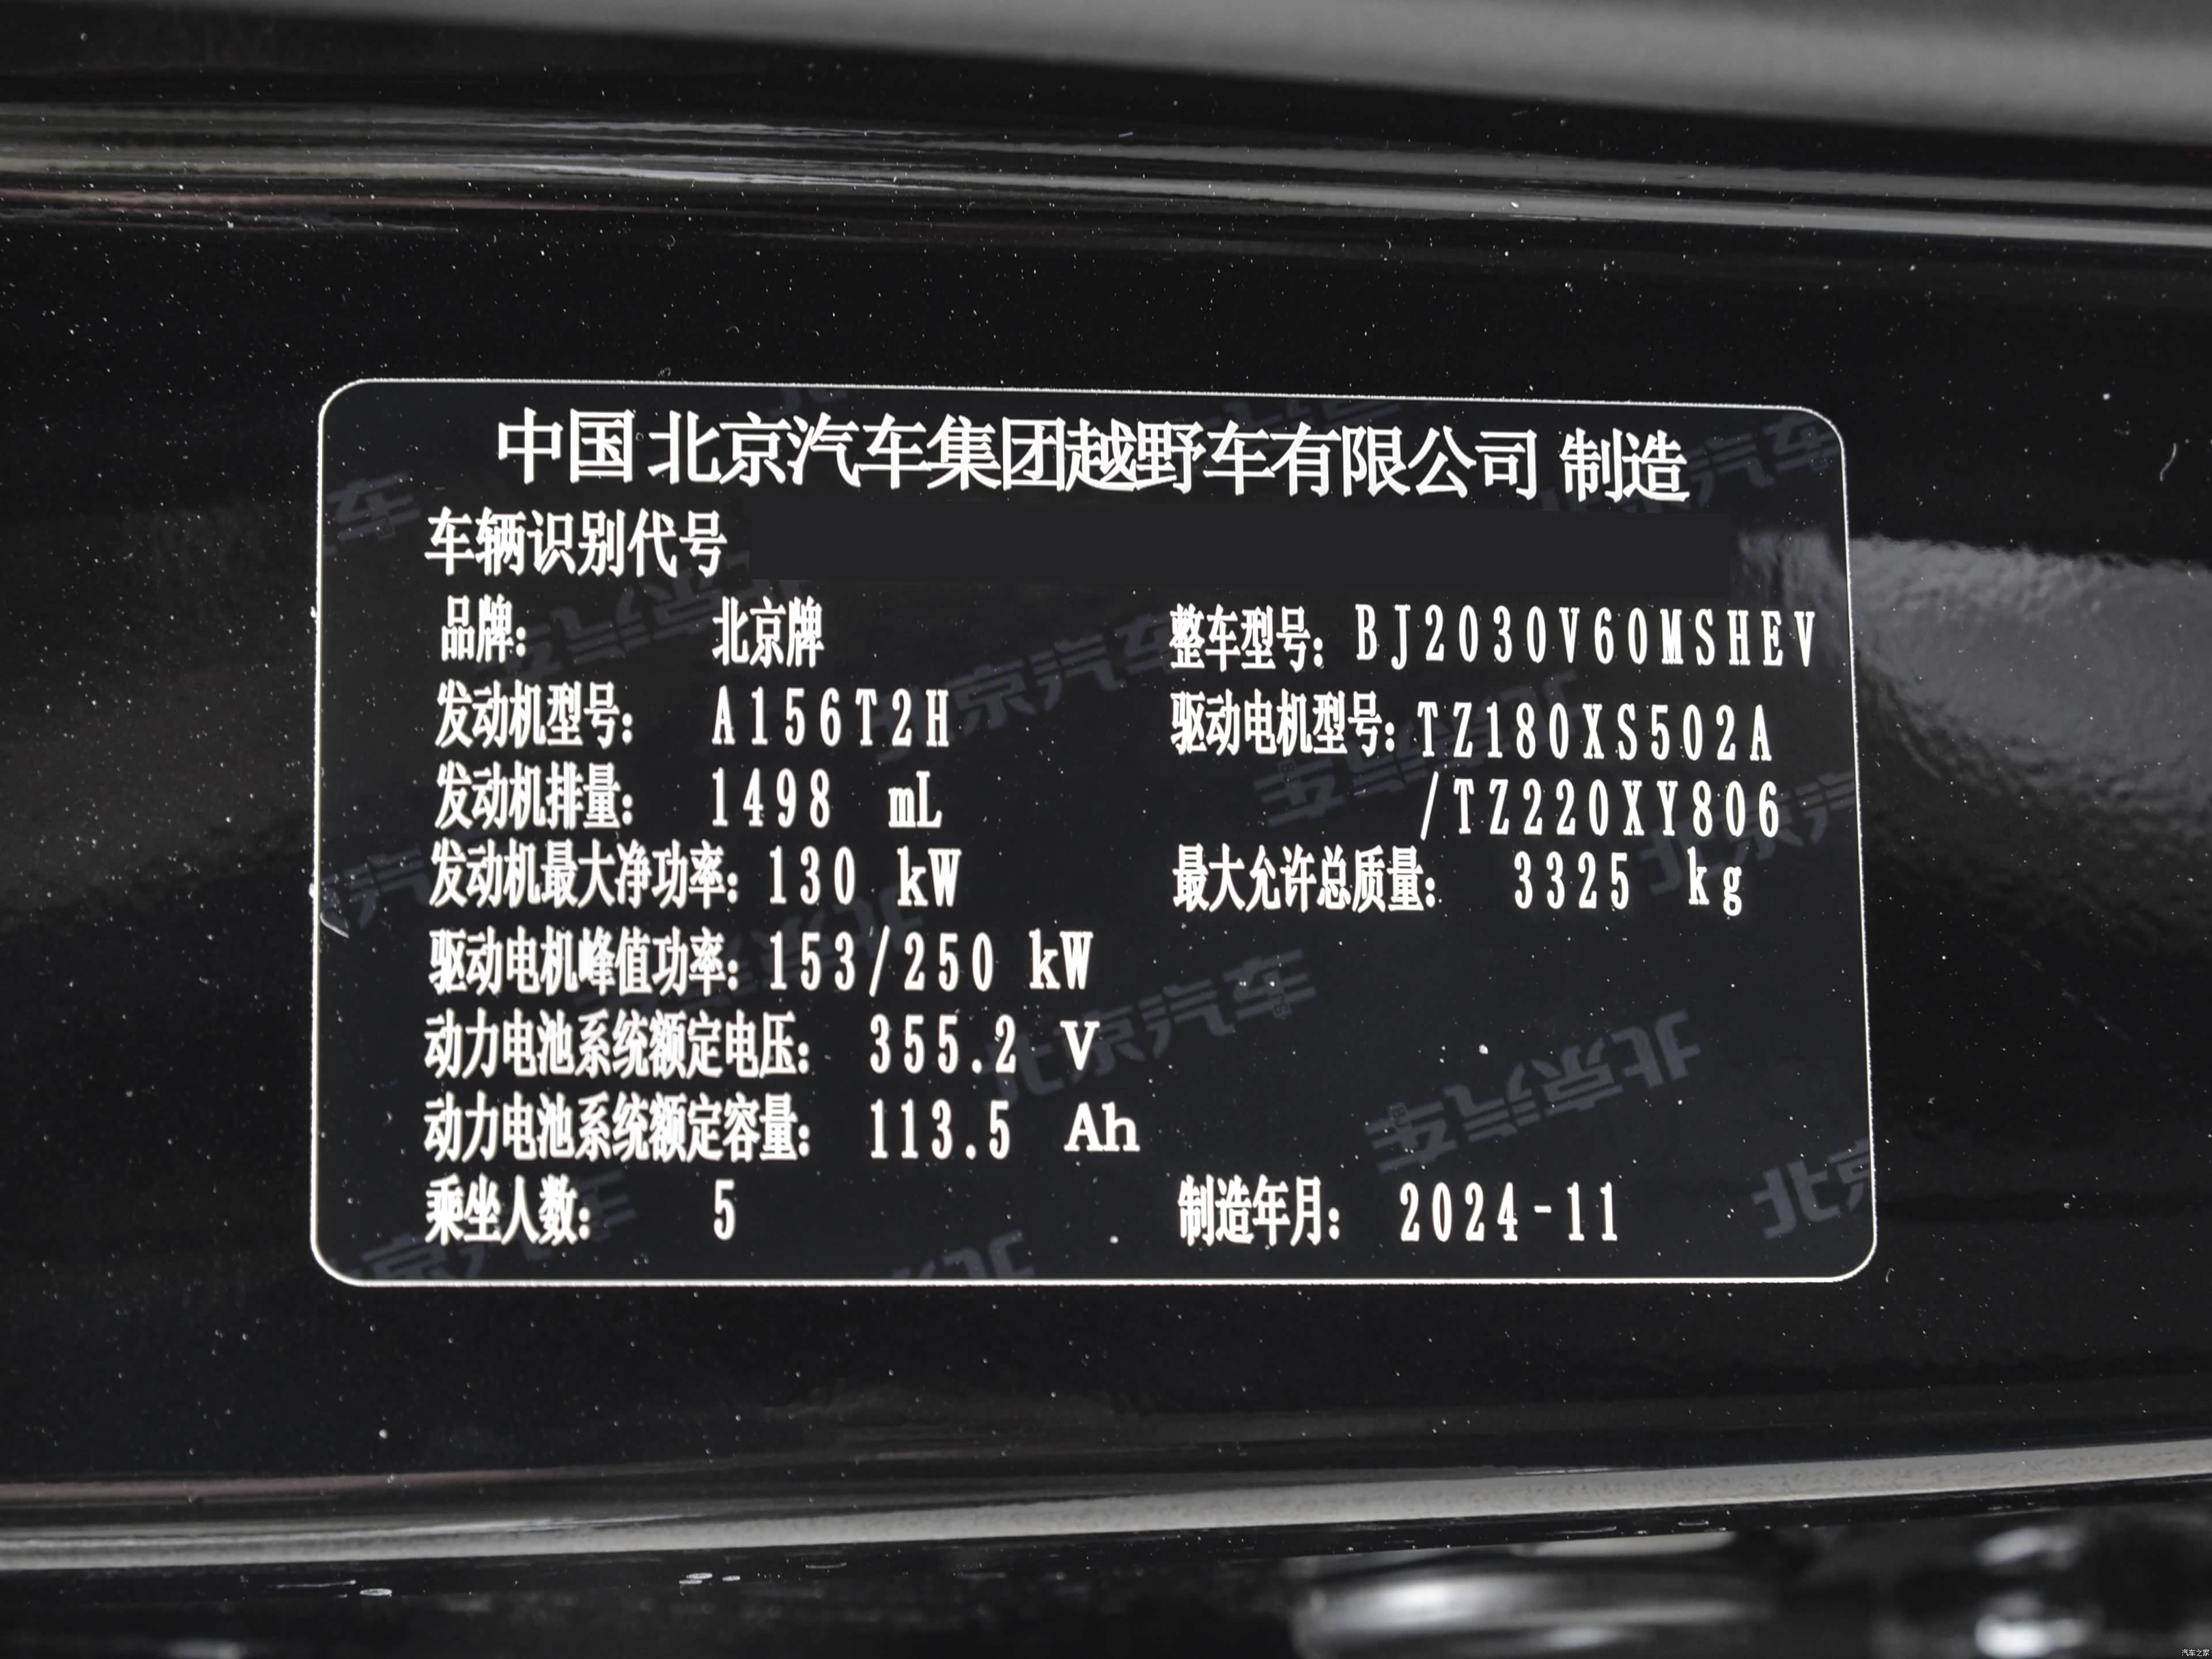 中国 北京汽车集团越野车有限公司 制造
车辆识别代号
品牌: 北京牌 整车型号: BJ2030V60MSHEV
发动机型号: A156T2H 驱动电机型号: TZ180XS502A
发动机排量: 1498 mL /TZ220XY806
发动机最大净功率: 130 kW 最大允许总质量: 3325 kg
驱动电机峰值功率: 153/250 kW
动力电池系统额定电压: 355.2 V
动力电池系统额定容量: 113.5 Ah
乘坐人数: 5 制造年月: 2024-11
汽车之家